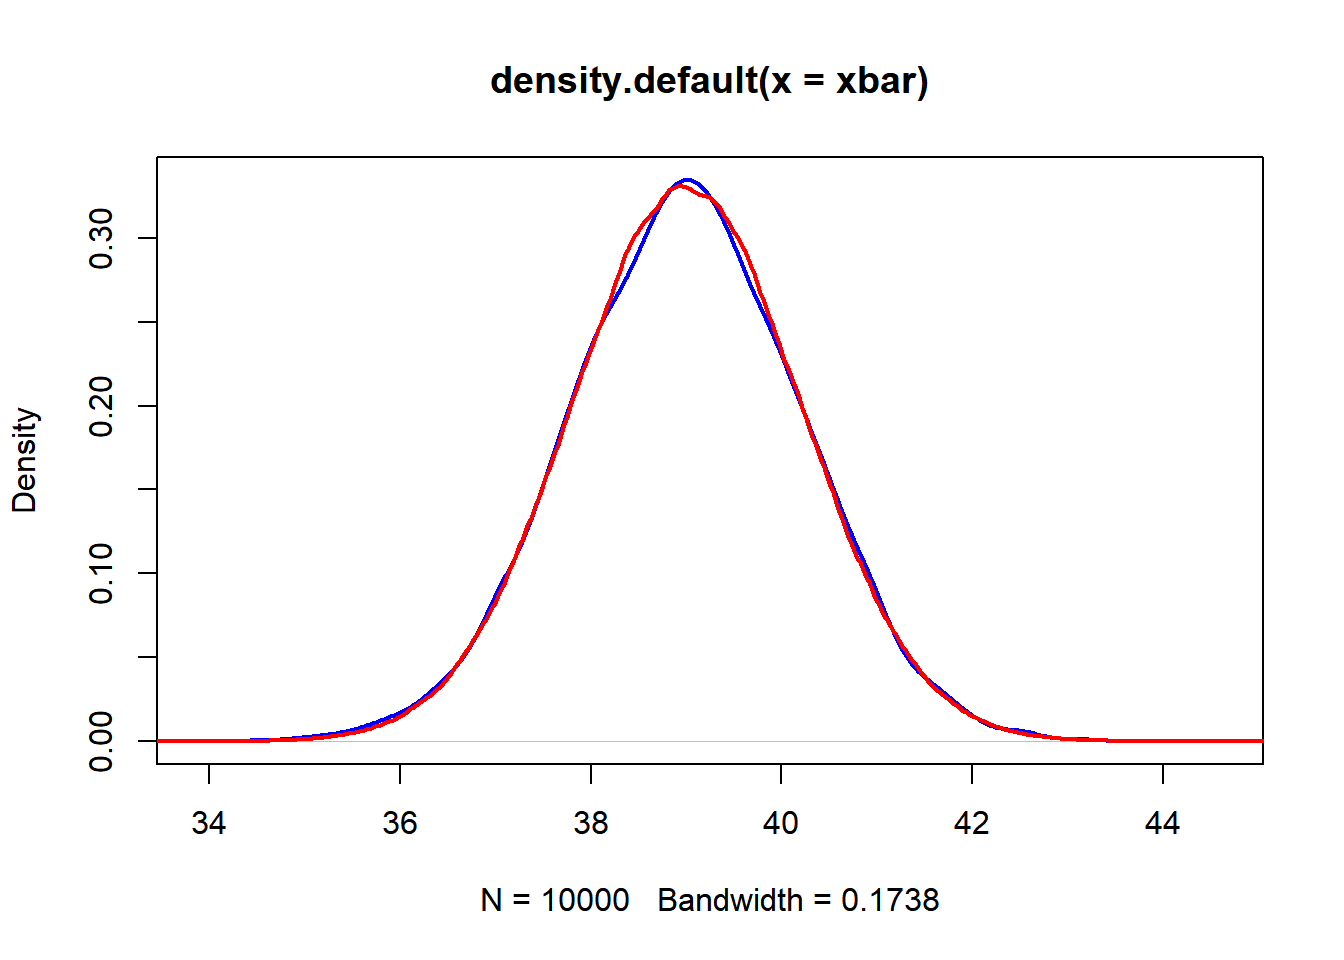 density.default(x = xbar)
Density
0.30
0.20
0.10
0.00
34 36 38 40 42 44
N = 10000 Bandwidth = 0.1738